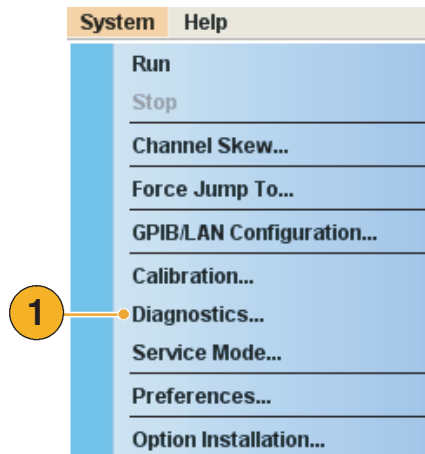 System Help
Run
Stop
Channel Skew...
Force Jump To...
GPIB/LAN Configuration...
Calibration...
1 Diagnostics...
Service Mode...
Preferences...
Option Installation...